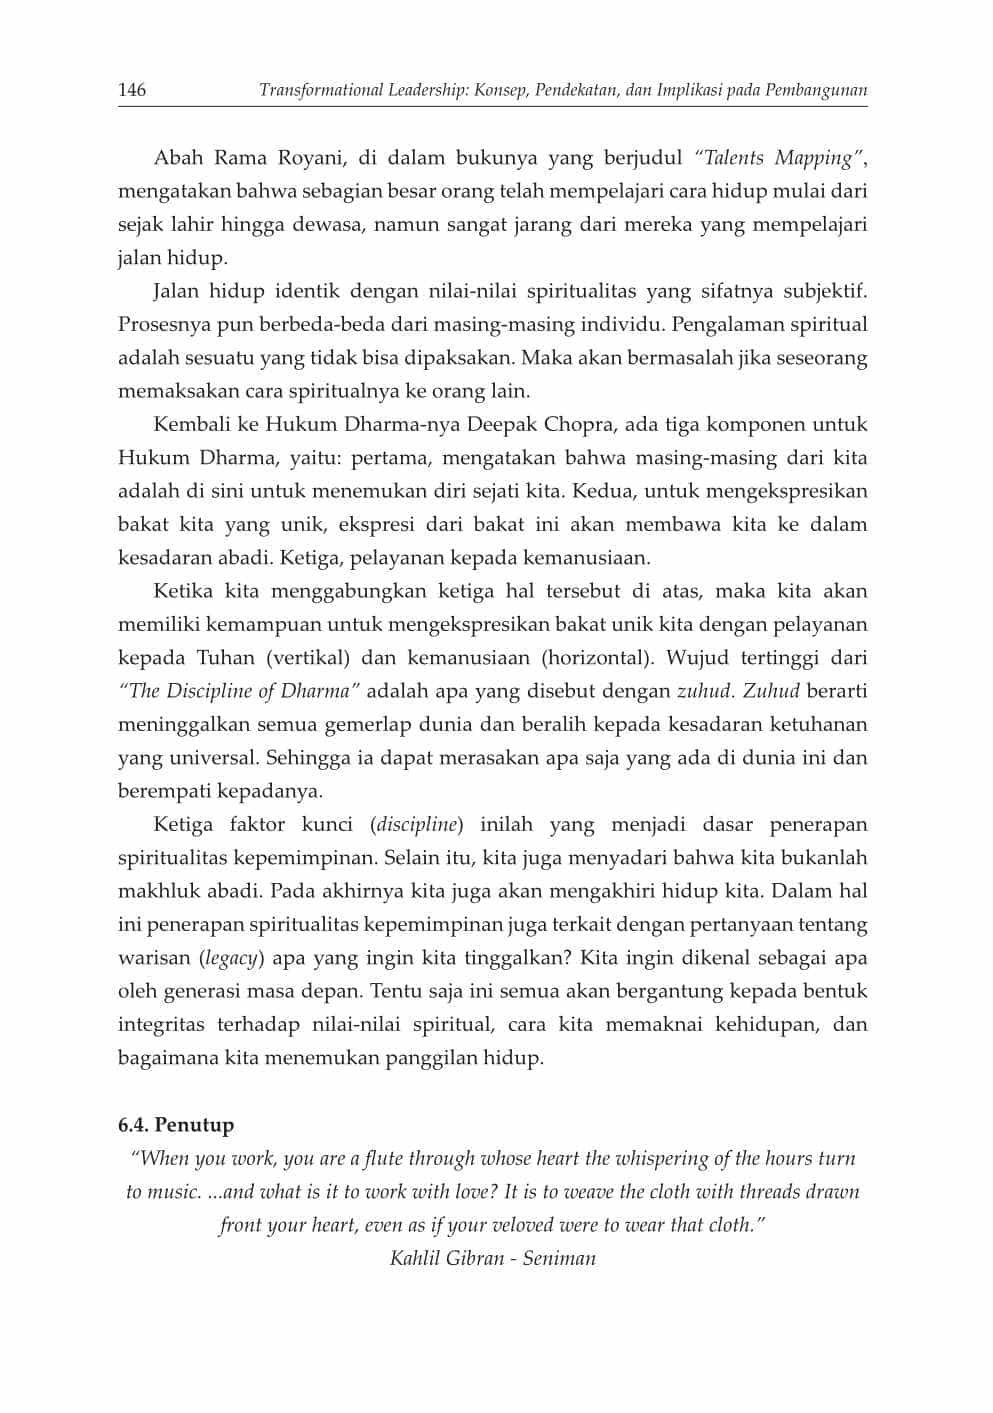 146 Transformational Leadership: Konsep, Pendekatan, dan Implikasi pada Pembangunan
Abah Rama Royani, di dalam bukunya yang berjudul “Talents Mapping”,
mengatakan bahwa sebagian besar orang telah mempelajari cara hidup mulai dari
sejak lahir hingga dewasa, namun sangat jarang dari mereka yang mempelajari
jalan hidup.
Jalan hidup identik dengan nilai-nilai spiritualitas yang sifatnya subjektif.
Prosesnya pun berbeda-beda dari masing-masing individu. Pengalaman spiritual
adalah sesuatu yang tidak bisa dipaksakan. Maka akan bermasalah jika seseorang
memaksakan cara spiritualnya ke orang lain.
Kembali ke Hukum Dharma-nya Deepak Chopra, ada tiga komponen untuk
Hukum Dharma, yaitu: pertama, mengatakan bahwa masing-masing dari kita
adalah di sini untuk menemukan diri sejati kita. Kedua, untuk mengekspresikan
bakat kita yang unik, ekspresi dari bakat ini akan membawa kita ke dalam
kesadaran abadi. Ketiga, pelayanan kepada kemanusiaan.
Ketika kita menggabungkan ketiga hal tersebut di atas, maka kita akan
memiliki kemampuan untuk mengekspresikan bakat unik kita dengan pelayanan
kepada Tuhan (vertikal) dan kemanusiaan (horizontal). Wujud tertinggi dari
“The Discipline of Dharma” adalah apa yang disebut dengan zuhud. Zuhud berarti
meninggalkan semua gemerlap dunia dan beralih kepada kesadaran ketuhanan
yang universal. Sehingga ia dapat merasakan apa saja yang ada di dunia ini dan
berempati kepadanya.
Ketiga faktor kunci (discipline) inilah yang menjadi dasar penerapan
spiritualitas kepemimpinan. Selain itu, kita juga menyadari bahwa kita bukanlah
makhluk abadi. Pada akhirnya kita juga akan mengakhiri hidup kita. Dalam hal
ini penerapan spiritualitas kepemimpinan juga terkait dengan pertanyaan tentang
warisan (legacy) apa yang ingin kita tinggalkan? Kita ingin dikenal sebagai apa
oleh generasi masa depan. Tentu saja ini semua akan bergantung kepada bentuk
integritas terhadap nilai-nilai spiritual, cara kita memaknai kehidupan, dan
bagaimana kita menemukan panggilan hidup.
6.4. Penutup
“When you work, you are a flute through whose heart the whispering of the hours turn
to music. ...and what is it to work with love? It is to weave the cloth with threads drawn
front your heart, even as if your veloved were to wear that cloth.”
Kahlil Gibran - Seniman